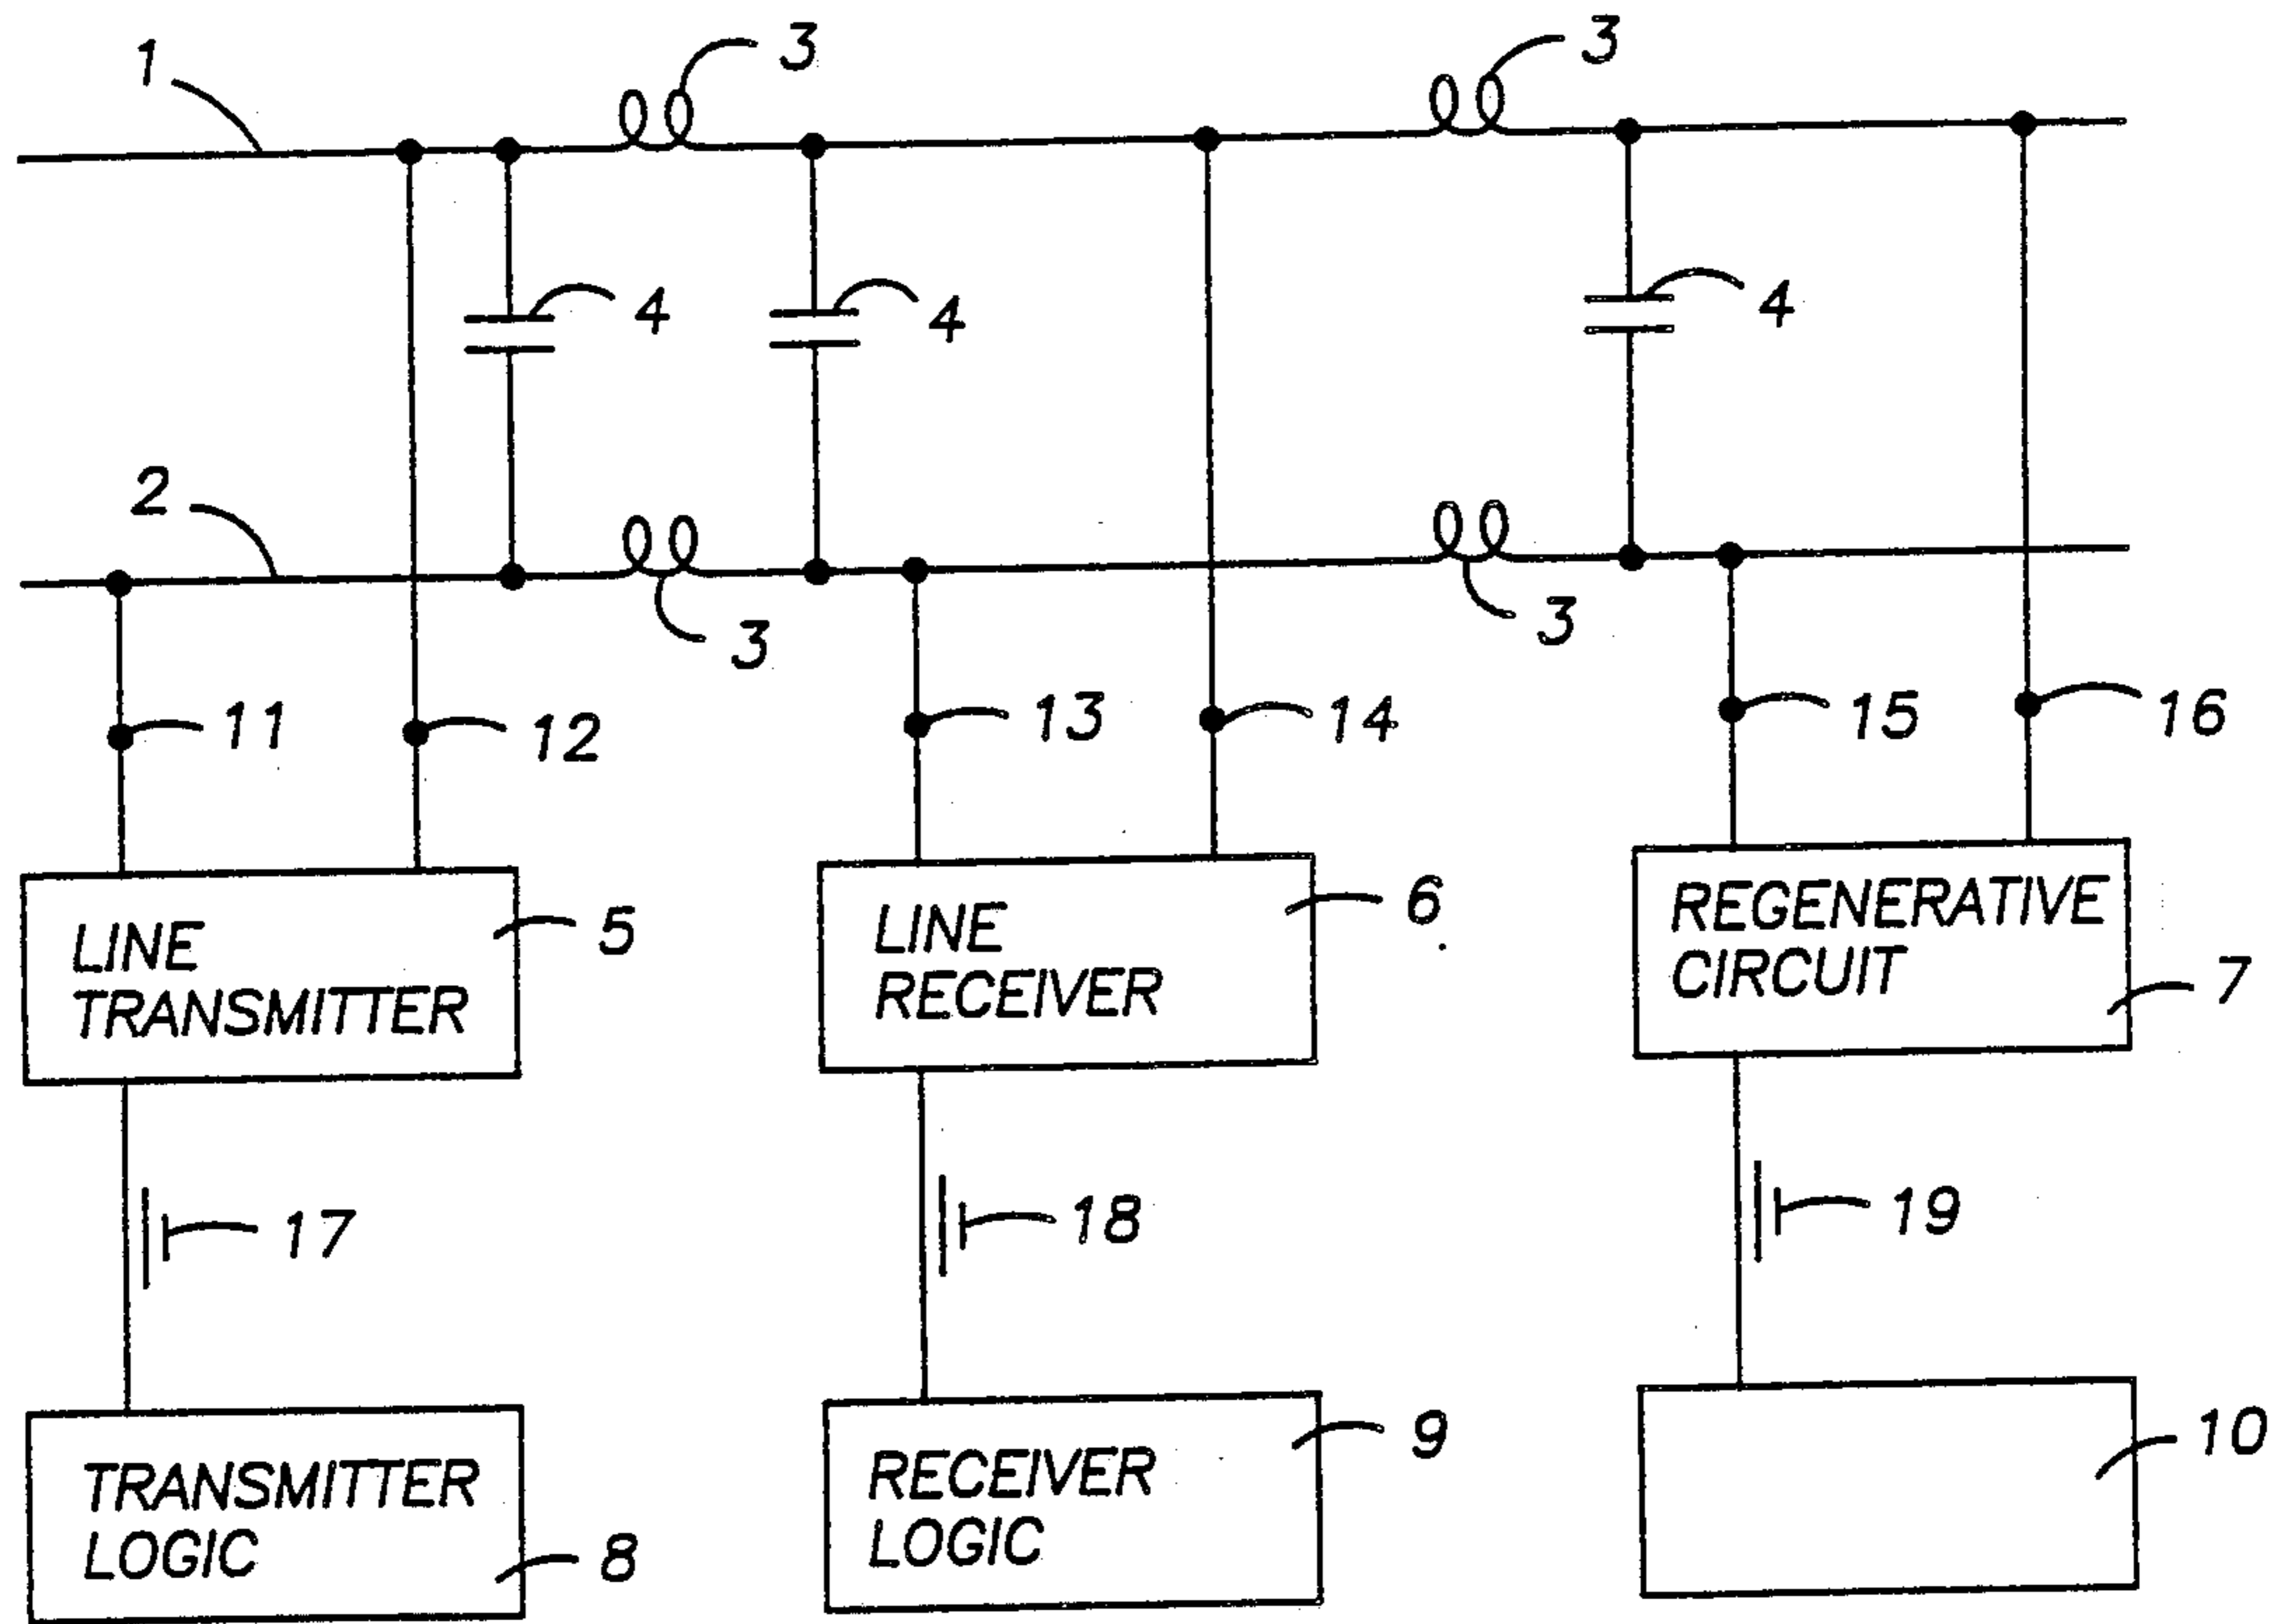 1
3
3
4
4
4
2
3
3
11
12
13
14
15
16
LINE
TRANSMITTER
5
LINE
RECEIVER
6
REGENERATIVE
CIRCUIT
7
17
18
19
TRANSMITTER
LOGIC
8
RECEIVER
LOGIC
9
10